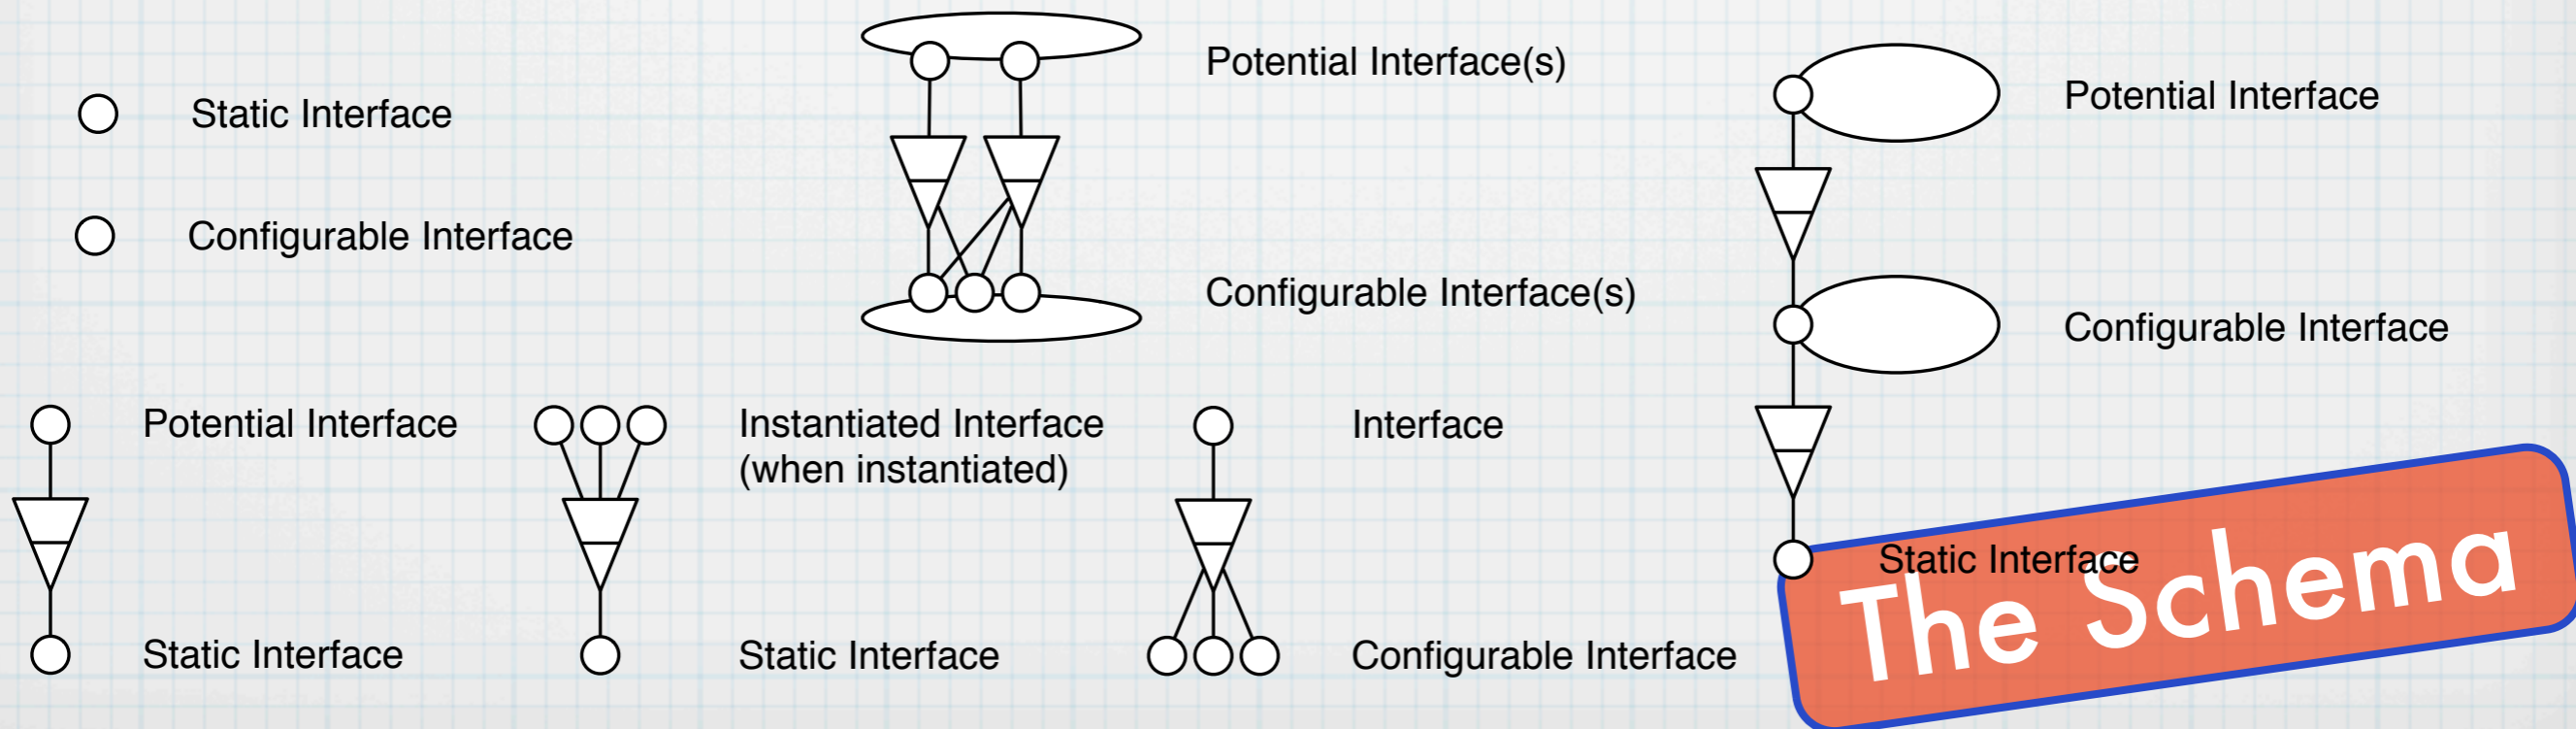 Static Interface
Configurable Interface
Potential Interface(s)
Configurable Interface(s)
Potential Interface
Configurable Interface
Static Interface
Potential Interface
Static Interface
Instantiated Interface
(when instantiated)
Static Interface
Interface
Configurable Interface
The Schema